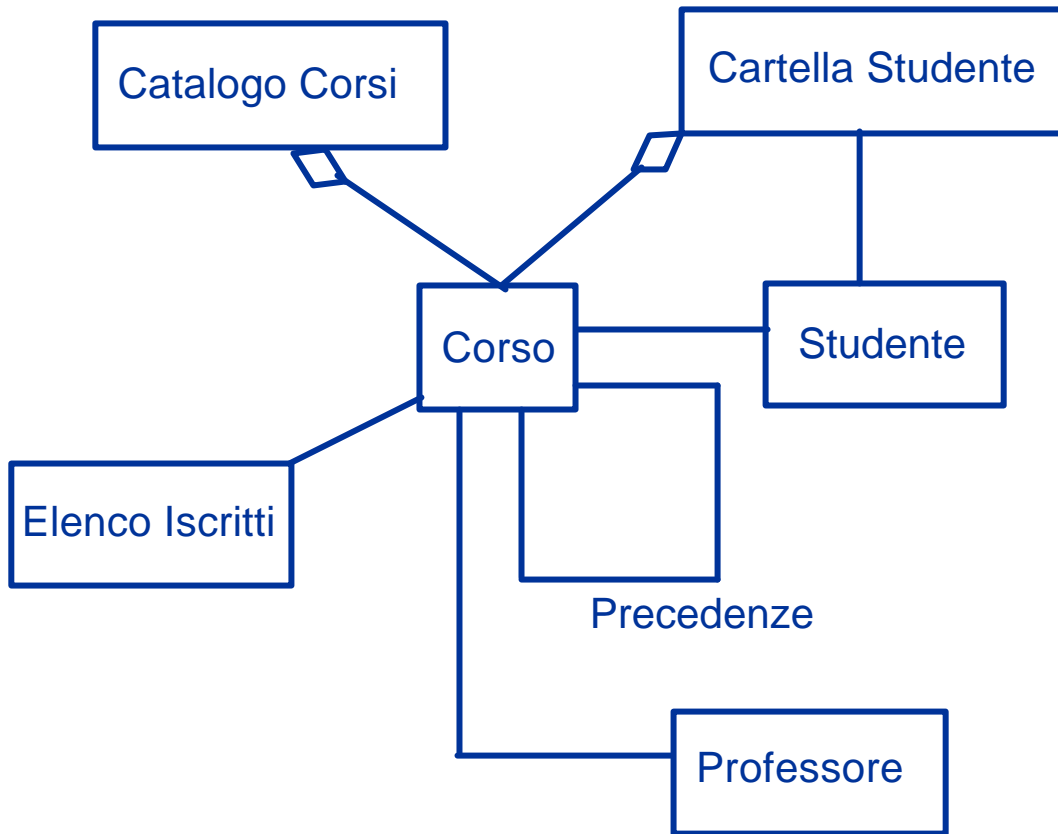 Cartella Studente
Catalogo Corsi
Corso
Studente
Elenco Iscritti
Precedenze
Professore